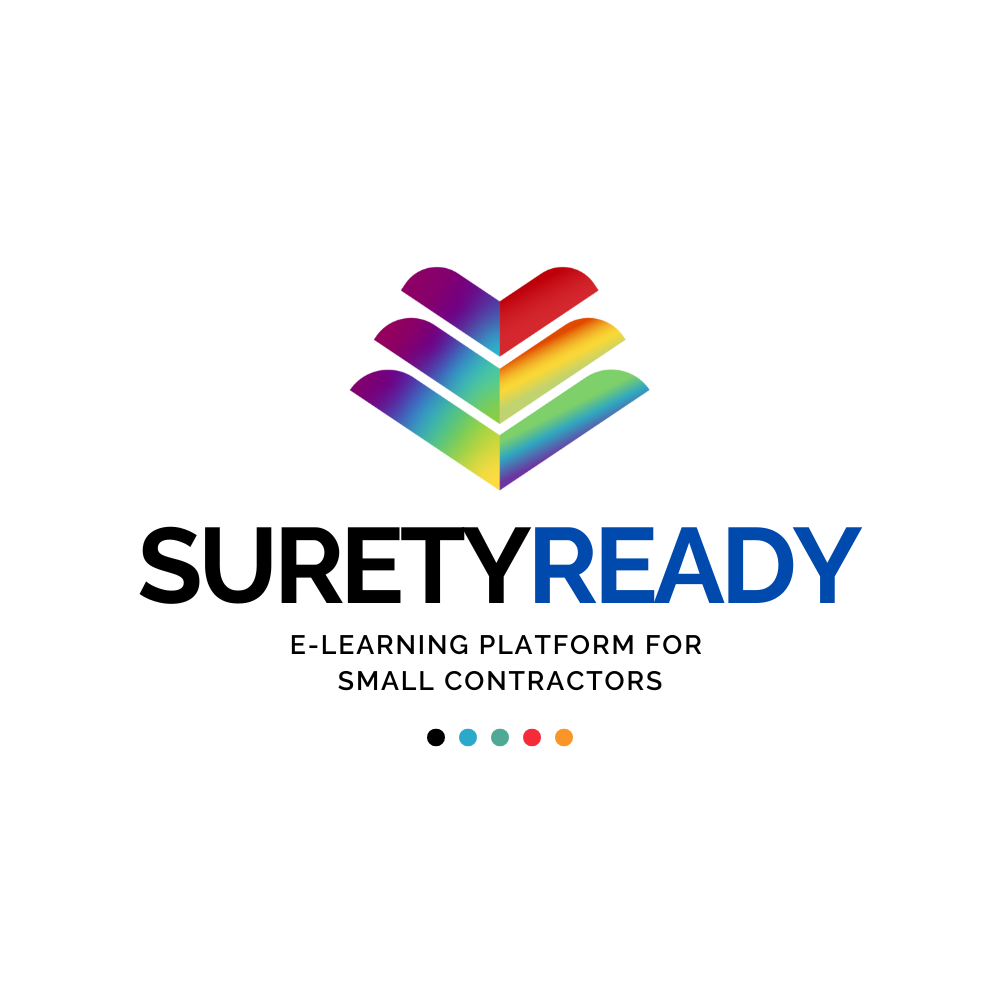 SURETYREADY
E-LEARNING PLATFORM FOR
SMALL CONTRACTORS